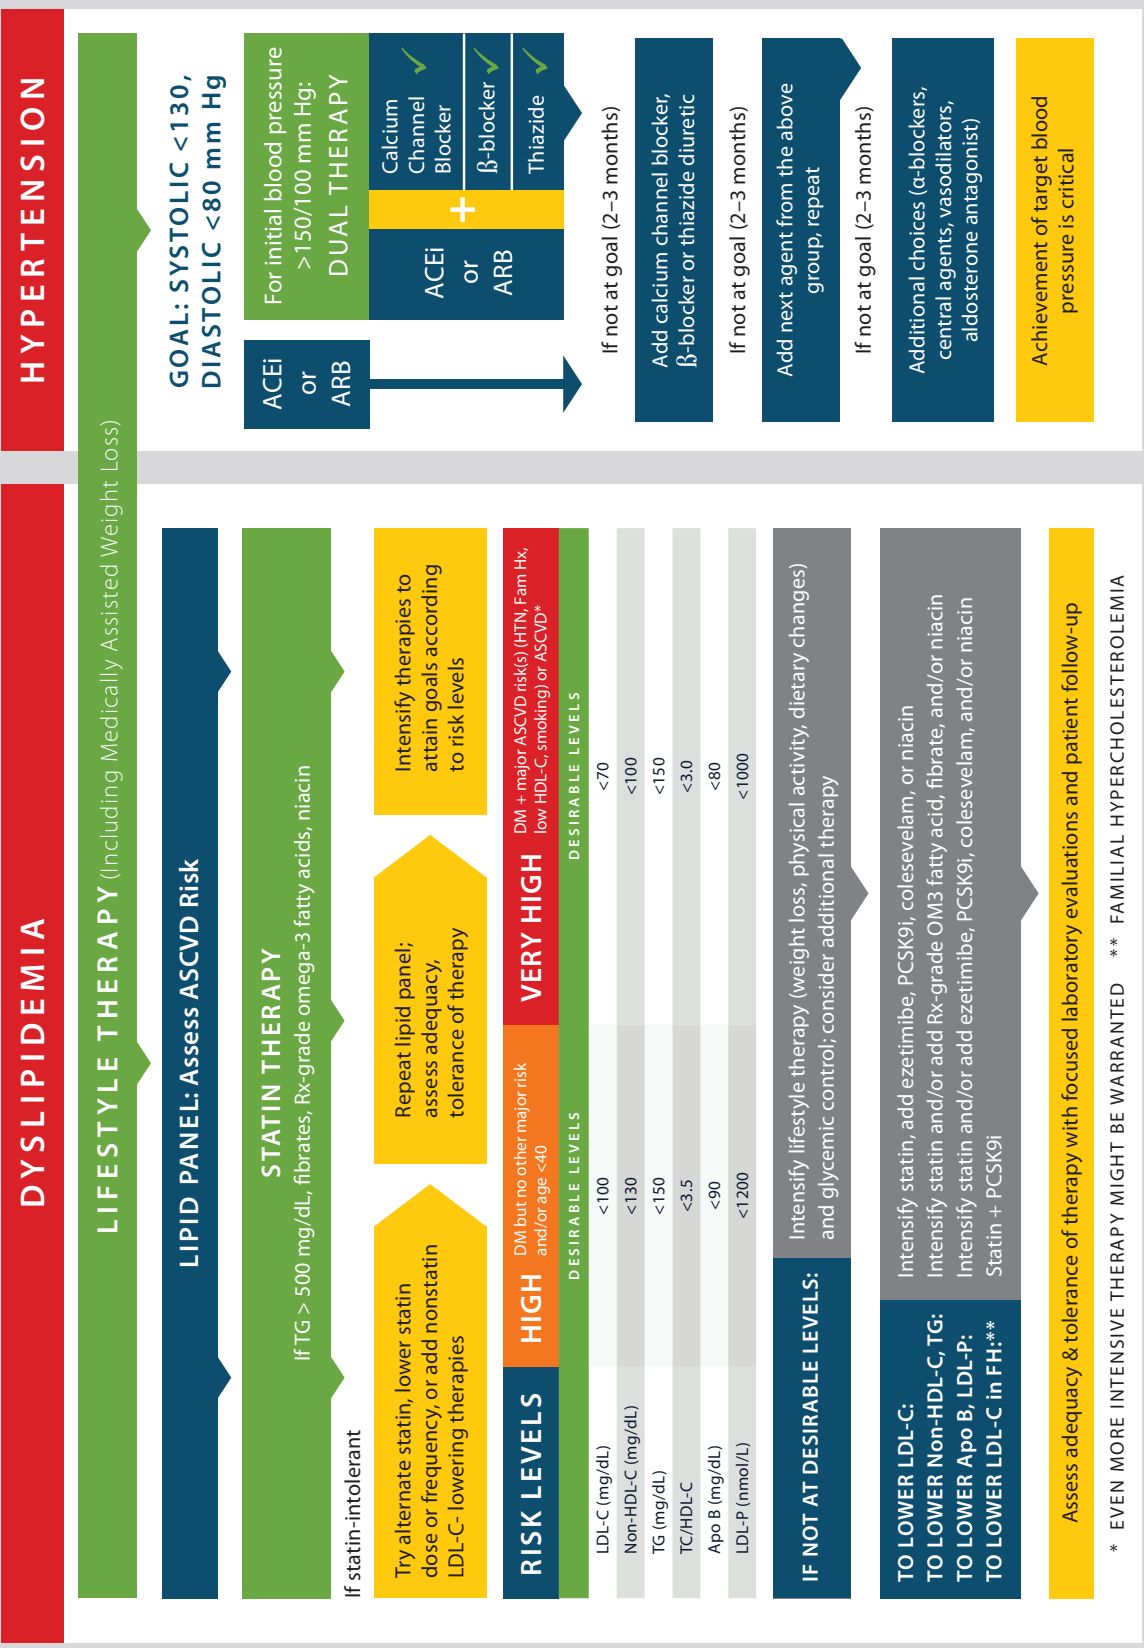 DYSLIPIDEMIA
HYPERTENSION
LIFESTYLE THERAPY (Including Medically Assisted Weight Loss)
LIPID PANEL: Assess ASCVD Risk
STATIN THERAPY
If TG > 500 mg/dL, fibrates, Rx-grade omega-3 fatty acids, niacin
If statin-intolerant
Try alternate statin, lower statin
dose or frequency, or add nonstatin
LDL-C- lowering therapies
Repeat lipid panel;
assess adequacy,
tolerance of therapy
Intensify therapies to
attain goals according
to risk levels
RISK LEVELS
HIGH
DM but no other major risk
and/or age <40
VERY HIGH
DM + major ASCVD risk(s) (HTN, Fam Hx,
low HDL-C, smoking) or ASCVD*
DESIRABLE LEVELS
DESIRABLE LEVELS
LDL-C (mg/dL) <100 <70
Non-HDL-C (mg/dL) <130 <100
TG (mg/dL) <150 <150
TC/HDL-C <3.5 <3.0
Apo B (mg/dL) <90 <80
LDL-P (nmol/L) <1200 <1000
IF NOT AT DESIRABLE LEVELS:
Intensify lifestyle therapy (weight loss, physical activity, dietary changes)
and glycemic control; consider additional therapy
TO LOWER LDL-C: Intensify statin, add ezetimibe, PCSK9i, colesevelam, or niacin
TO LOWER Non-HDL-C, TG: Intensify statin and/or add Rx-grade OM3 fatty acid, fibrate, and/or niacin
TO LOWER Apo B, LDL-P: Intensify statin and/or add ezetimibe, PCSK9i, colesevelam, and/or niacin
TO LOWER LDL-C in FH:** Statin + PCSK9i
Assess adequacy & tolerance of therapy with focused laboratory evaluations and patient follow-up
* EVEN MORE INTENSIVE THERAPY MIGHT BE WARRANTED ** FAMILIAL HYPERCHOLESTEROLEMIA
GOAL: SYSTOLIC <130,
DIASTOLIC <80 mm Hg
ACEi
or
ARB
For initial blood pressure
>150/100 mm Hg:
DUAL THERAPY
ACEi
or
ARB
+
Calcium
Channel
Blocker
✓
ß-blocker ✓
Thiazide ✓
If not at goal (2–3 months)
Add calcium channel blocker,
ß-blocker or thiazide diuretic
If not at goal (2–3 months)
Add next agent from the above
group, repeat
If not at goal (2–3 months)
Additional choices (α-blockers,
central agents, vasodilators,
aldosterone antagonist)
Achievement of target blood
pressure is critical